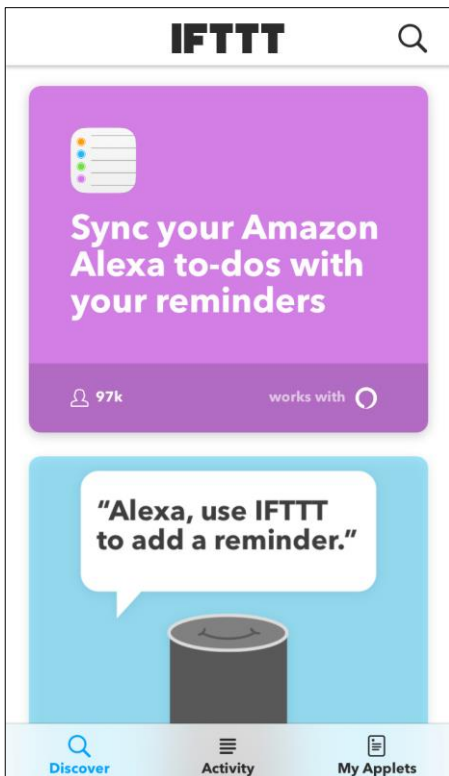 IFTTT
Sync your Amazon
Alexa to-dos with
your reminders
97k
works with
“Alexa, use IFTTT
to add a reminder.”
Discover
Activity
My Applets